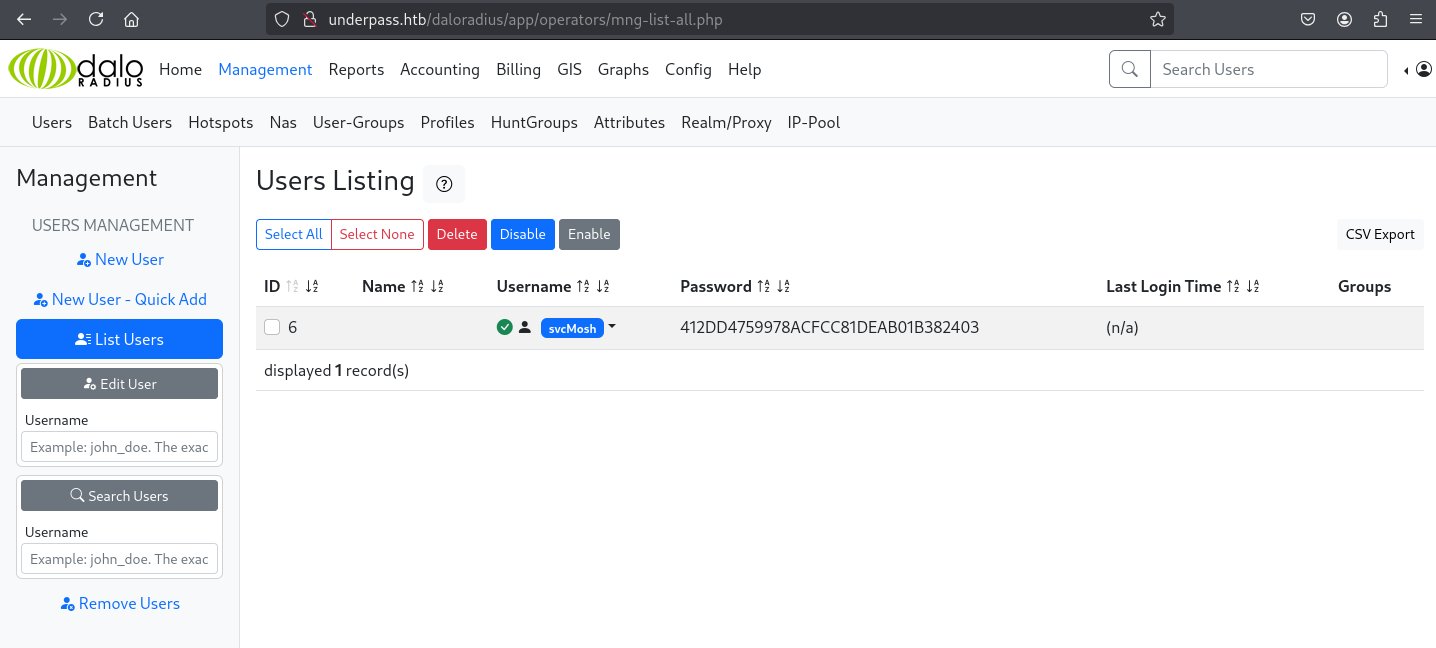 underpass.htb/daloradius/app/operators/mng-list-all.php
dalo RADIUS Home Management Reports Accounting Billing GIS Graphs Config Help Search Users
Users Batch Users Hotspots Nas User-Groups Profiles HuntGroups Attributes Realm/Proxy IP-Pool
Management
USERS MANAGEMENT
New User
New User - Quick Add
List Users
Edit User
Username
Example: john_doe. The exac
Search Users
Username
Example: john_doe. The exac
Remove Users
Users Listing
Select All Select None Delete Disable Enable CSV Export
ID Name Username Password Last Login Time Groups
6 svcMosh 412DD4759978ACFCC81DEAB01B382403 (n/a)
displayed 1 record(s)